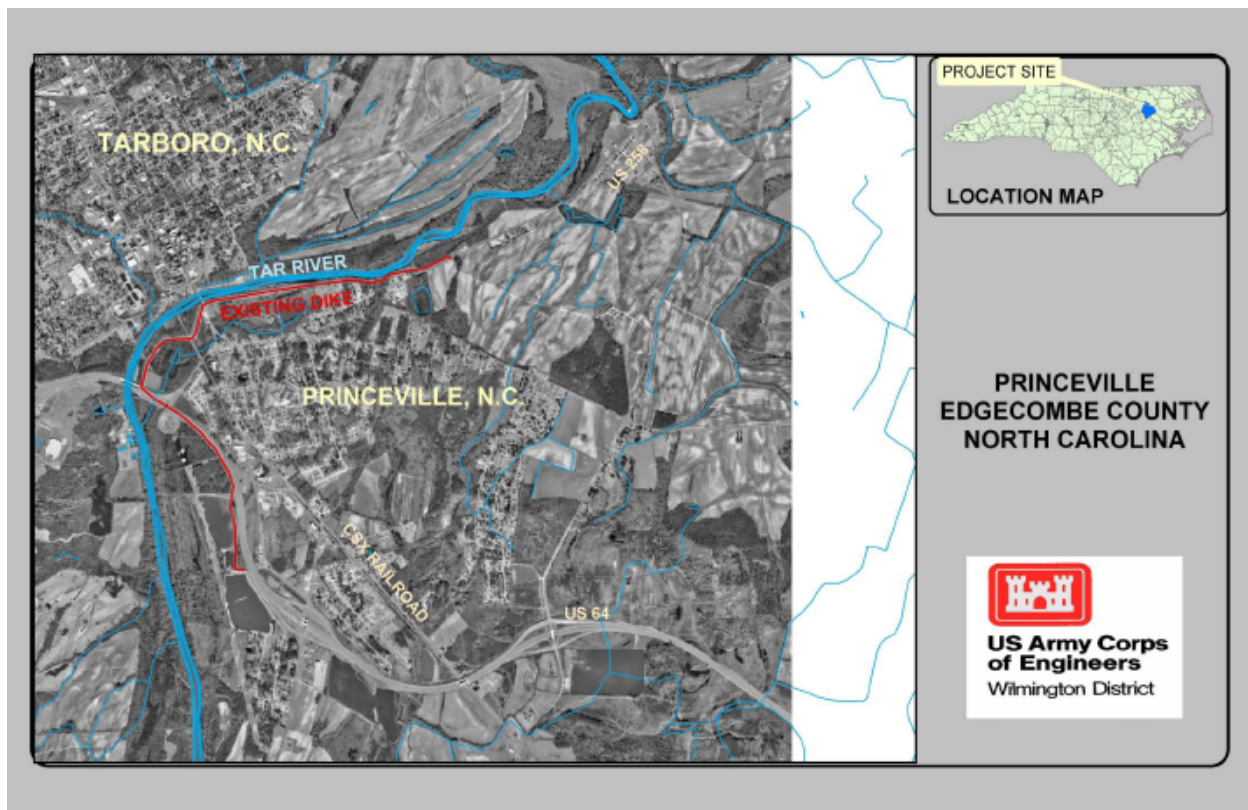 PROJECT SITE
LOCATION MAP
TARBORO, N.C.
US 258
TAR RIVER
EXISTING DIKE
PRINCEVILLE, N.C.
CSX RAILROAD
US 64
PRINCEVILLE
EDGECOMBE COUNTY
NORTH CAROLINA
US Army Corps
of Engineers
Wilmington District